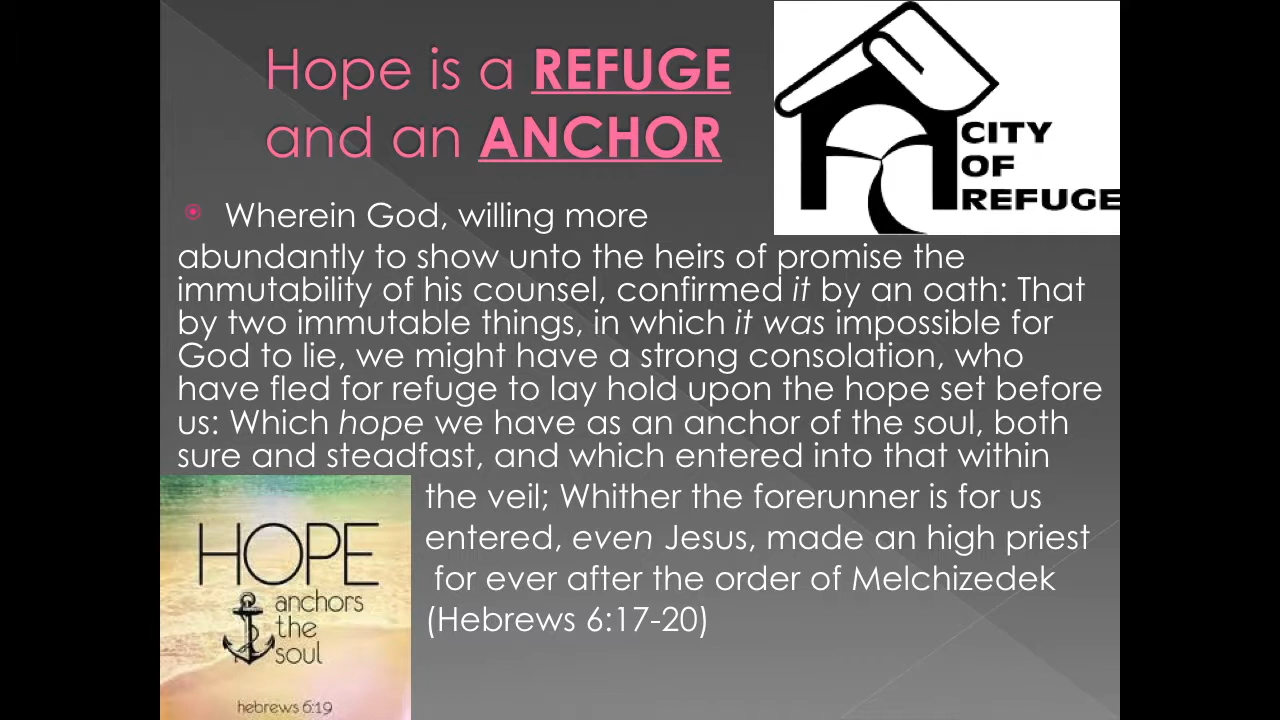 Hope is a REFUGE
and an ANCHOR
CITY
OF
REFUGE
Wherein God, willing more
abundantly to show unto the heirs of promise the
immutability of his counsel, confirmed it by an oath: That
by two immutable things, in which it was impossible for
God to lie, we might have a strong consolation, who
have fled for refuge to lay hold upon the hope set before
us: Which hope we have as an anchor of the soul, both
sure and steadfast, and which entered into that within
the veil; Whither the forerunner is for us
entered, even Jesus, made an high priest
for ever after the order of Melchizedek
(Hebrews 6:17-20)
HOPE
anchors
the
soul
hebrews 6:19